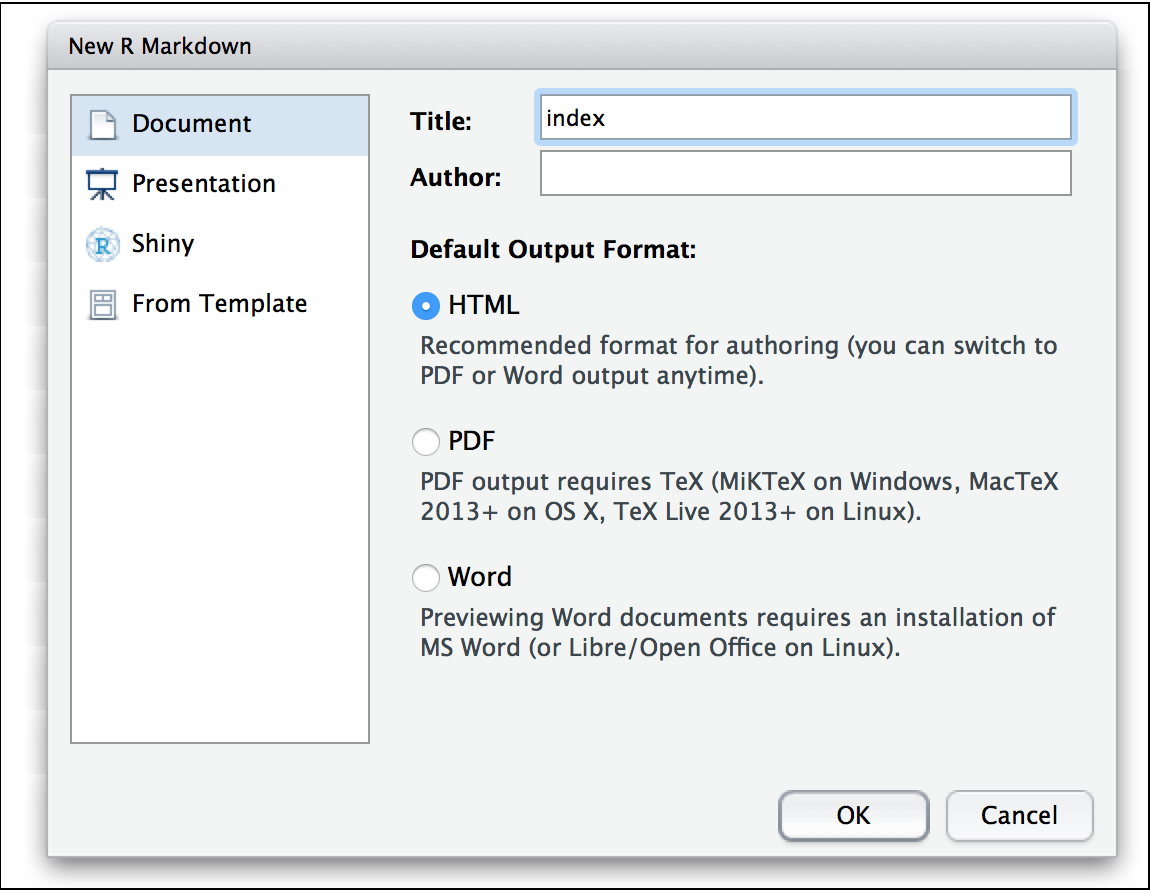 New R Markdown
Document
Presentation
Shiny
From Template
Title:
index
Author:
Default Output Format:
HTML
Recommended format for authoring (you can switch to
PDF or Word output anytime).
PDF
PDF output requires TeX (MiKTeX on Windows, MacTeX
2013+ on OS X, TeX Live 2013+ on Linux).
Word
Previewing Word documents requires an installation of
MS Word (or Libre/Open Office on Linux).
OK
Cancel